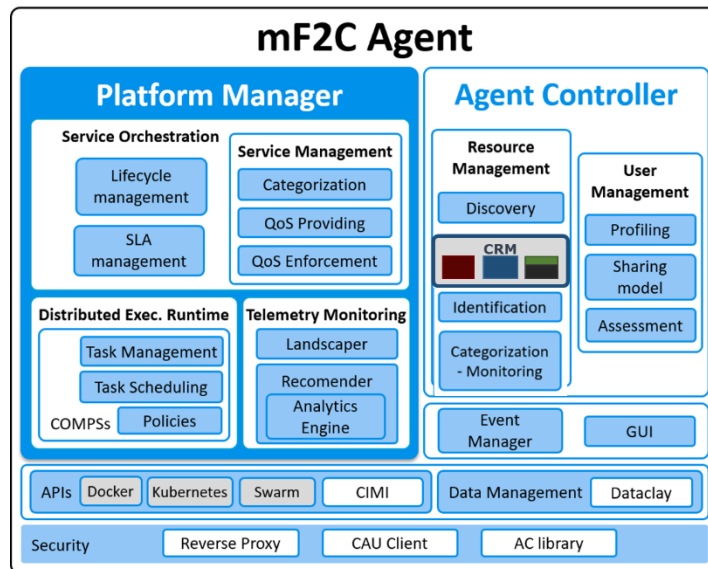 mF2C Agent
Platform Manager
Service Orchestration
Lifecycle
management
SLA
management
Service Management
Categorization
QoS Providing
QoS Enforcement
Distributed Exec. Runtime
Task Management
Task Scheduling
COMPSs
Policies
Telemetry Monitoring
Landscaper
Recomender
Analytics
Engine
Agent Controller
Resource
Management
Discovery
CRM
Identification
Categorization
- Monitoring
User
Management
Profiling
Sharing
model
Assessment
Event
Manager
GUI
APIs
Docker
Kubernetes
Swarm
CIMI
Data Management
Dataclay
Security
Reverse Proxy
CAU Client
AC library